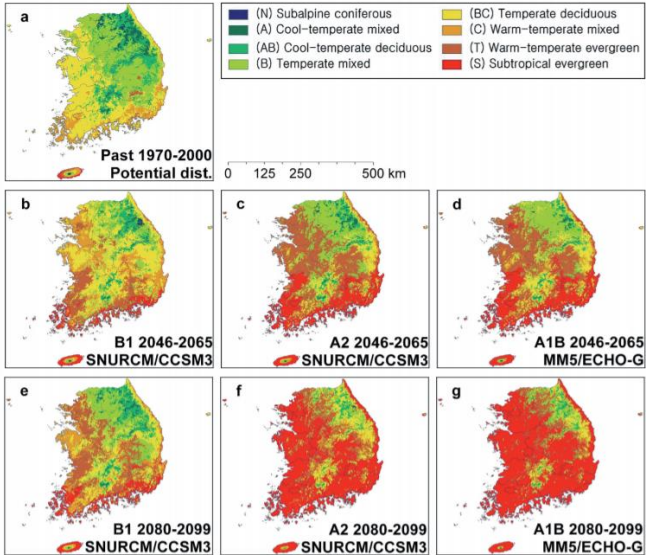 a
Past 1970-2000
Potential dist.
(N) Subalpine coniferous
(A) Cool-temperate mixed
(AB) Cool-temperate deciduous
(B) Temperate mixed
(BC) Temperate deciduous
(C) Warm-temperate mixed
(T) Warm-temperate evergreen
(S) Subtropical evergreen
0 125 250 500 km
b
B1 2046-2065
SNURCM/CCSM3
c
A2 2046-2065
SNURCM/CCSM3
d
A1B 2046-2065
MM5/ECHO-G
e
B1 2080-2099
SNURCM/CCSM3
f
A2 2080-2099
SNURCM/CCSM3
g
A1B 2080-2099
MM5/ECHO-G